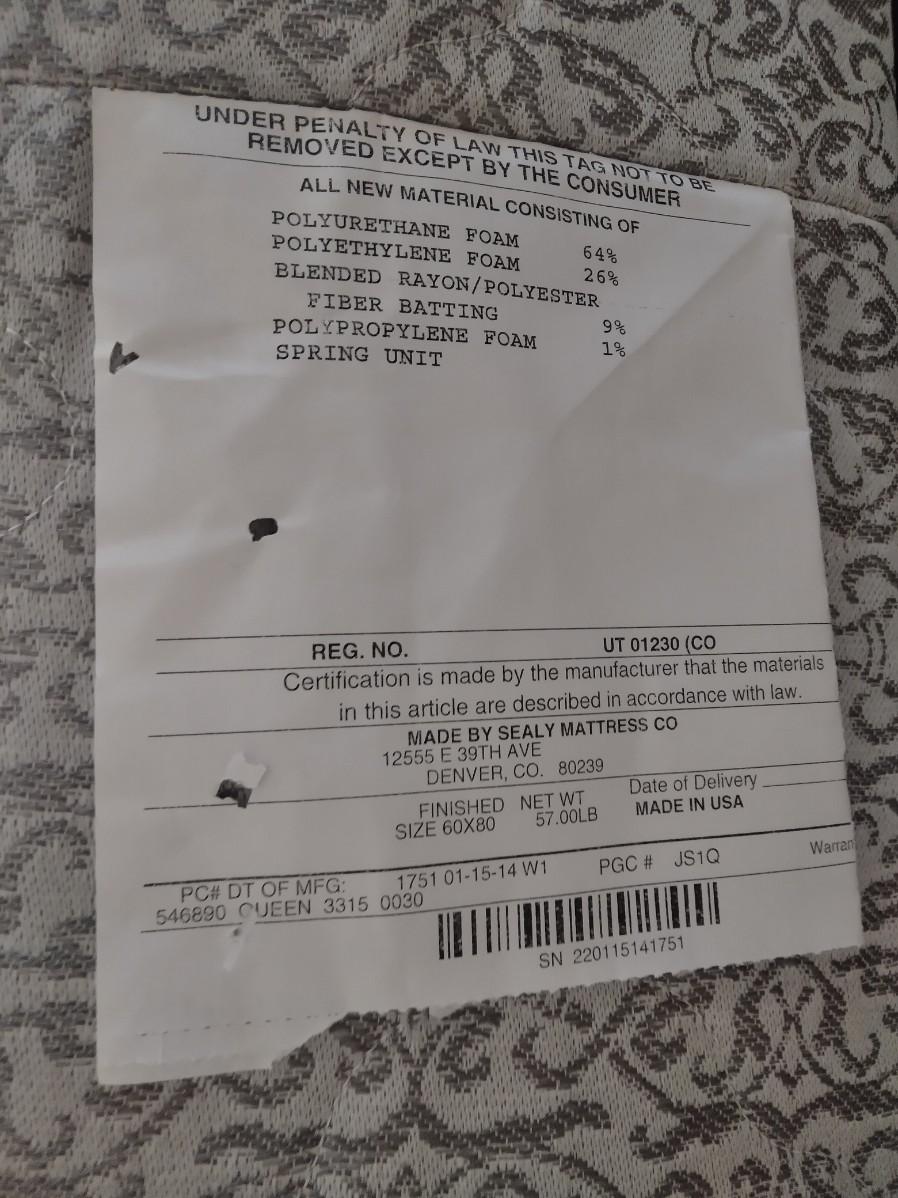 UNDER PENALTY OF LAW THIS TAG NOT TO BE
REMOVED EXCEPT BY THE CONSUMER
ALL NEW MATERIAL CONSISTING OF
POLYURETHANE FOAM 64%
POLYETHYLENE FOAM 26%
BLENDED RAYON/POLYESTER
FIBER BATTING 9%
POLYPROPYLENE FOAM 1%
SPRING UNIT
REG. NO. UT 01230 (CO
Certification is made by the manufacturer that the materials
in this article are described in accordance with law.
MADE BY SEALY MATTRESS CO
12555 E 39TH AVE
DENVER, CO. 80239
FINISHED NET WT Date of Delivery
SIZE 60X80 57.00LB MADE IN USA
PC# DT OF MFG: 1751 01-15-14 W1 PGC # JS1Q Warran
546890 QUEEN 3315 0030
SN 220115141751